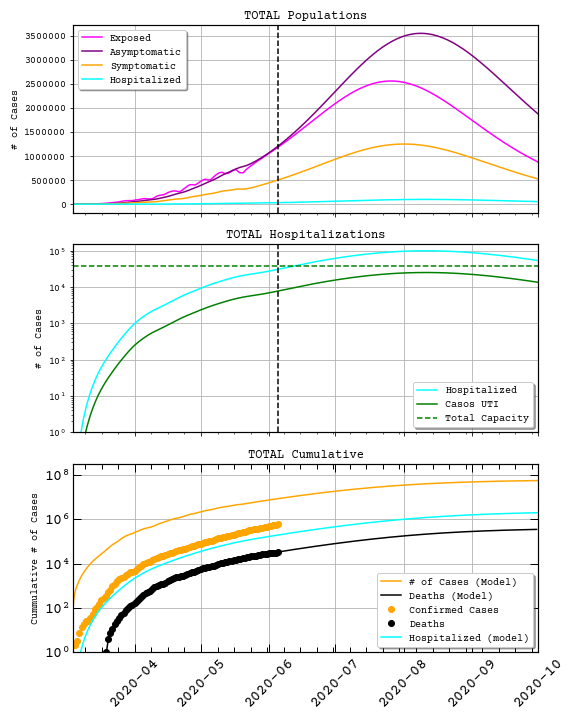 TOTAL Populations
# of Cases
3500000
3000000
2500000
2000000
1500000
1000000
500000
0
Exposed
Asymptomatic
Symptomatic
Hospitalized
TOTAL Hospitalizations
# of Cases
10^5
10^4
10^3
10^2
10^1
10^0
Hospitalized
Casos UTI
Total Capacity
TOTAL Cumulative
Cummulative # of Cases
10^8
10^6
10^4
10^2
10^0
# of Cases (Model)
Deaths (Model)
Confirmed Cases
Deaths
Hospitalized (model)
2020-04
2020-05
2020-06
2020-07
2020-08
2020-09
2020-10